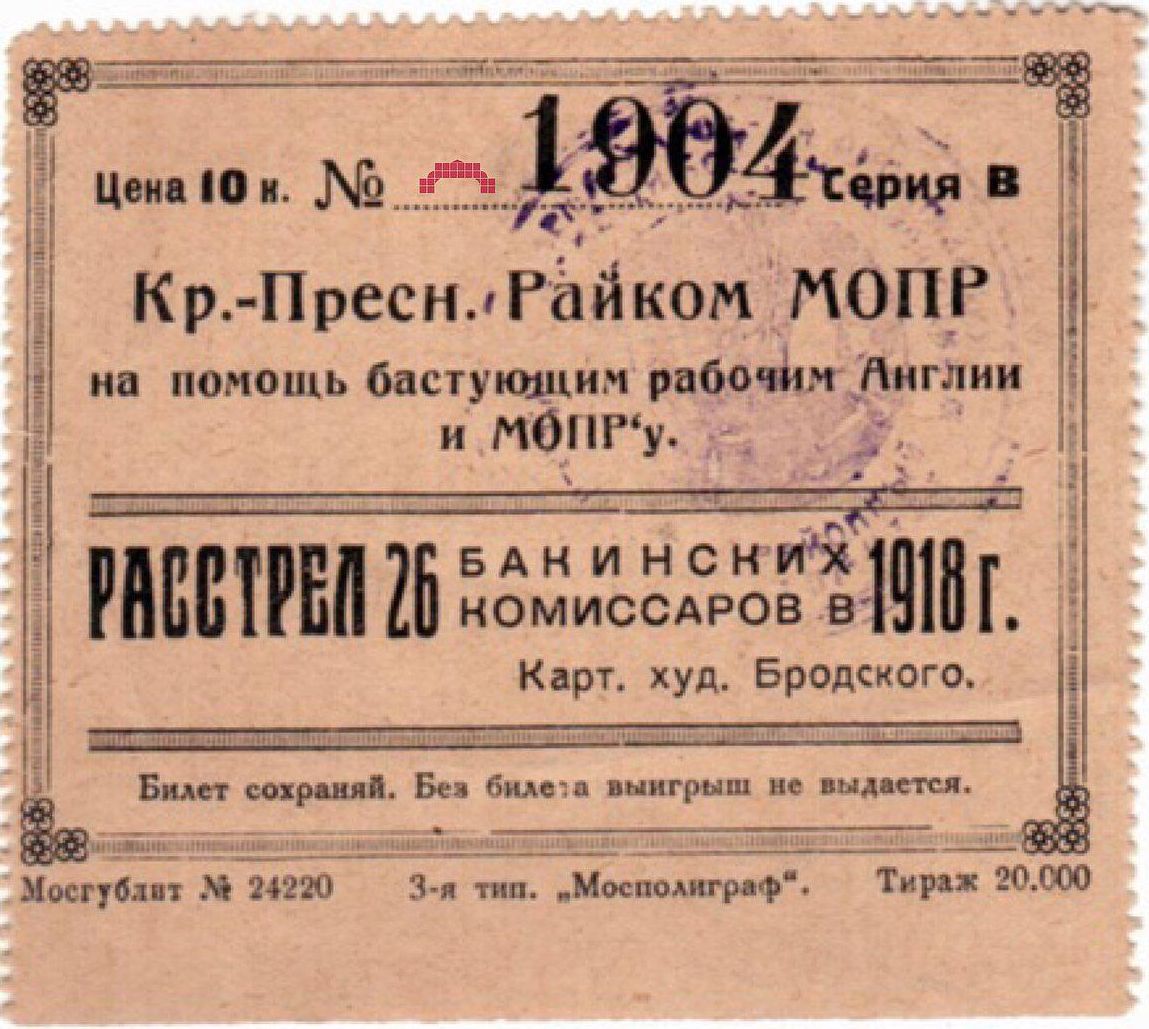 Цена 10 к. № 1904 Серия В
Кр.-Пресн. Райком МОПР
на помощь бастующим рабочим Англии
и МОПР‘у.
РАССТРЕЛ 26 БАКИНСКИХ КОМИССАРОВ В 1918 г.
Карт. худ. Бродского.
Билет сохраняй. Без билета выигрыш не выдается.
Мосгублит № 24220 3-я тип. „Мосполиграф“. Тираж 20.000